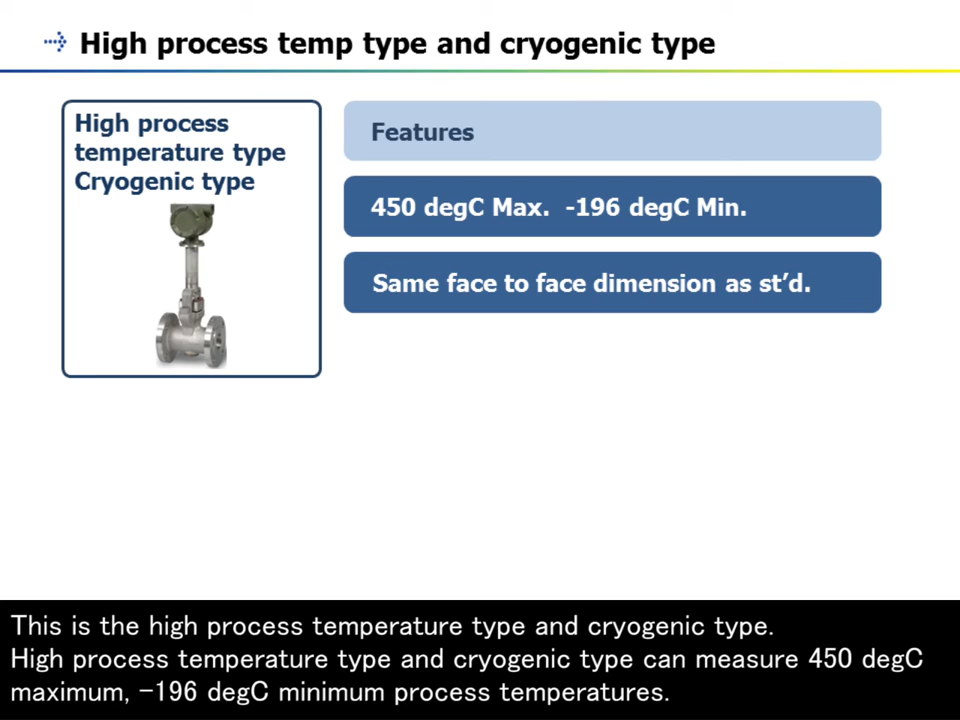 High process temp type and cryogenic type
High process
temperature type
Cryogenic type
Features
450 degC Max.  -196 degC Min.
Same face to face dimension as st’d.
This is the high process temperature type and cryogenic type.
High process temperature type and cryogenic type can measure 450 degC
maximum, −196 degC minimum process temperatures.